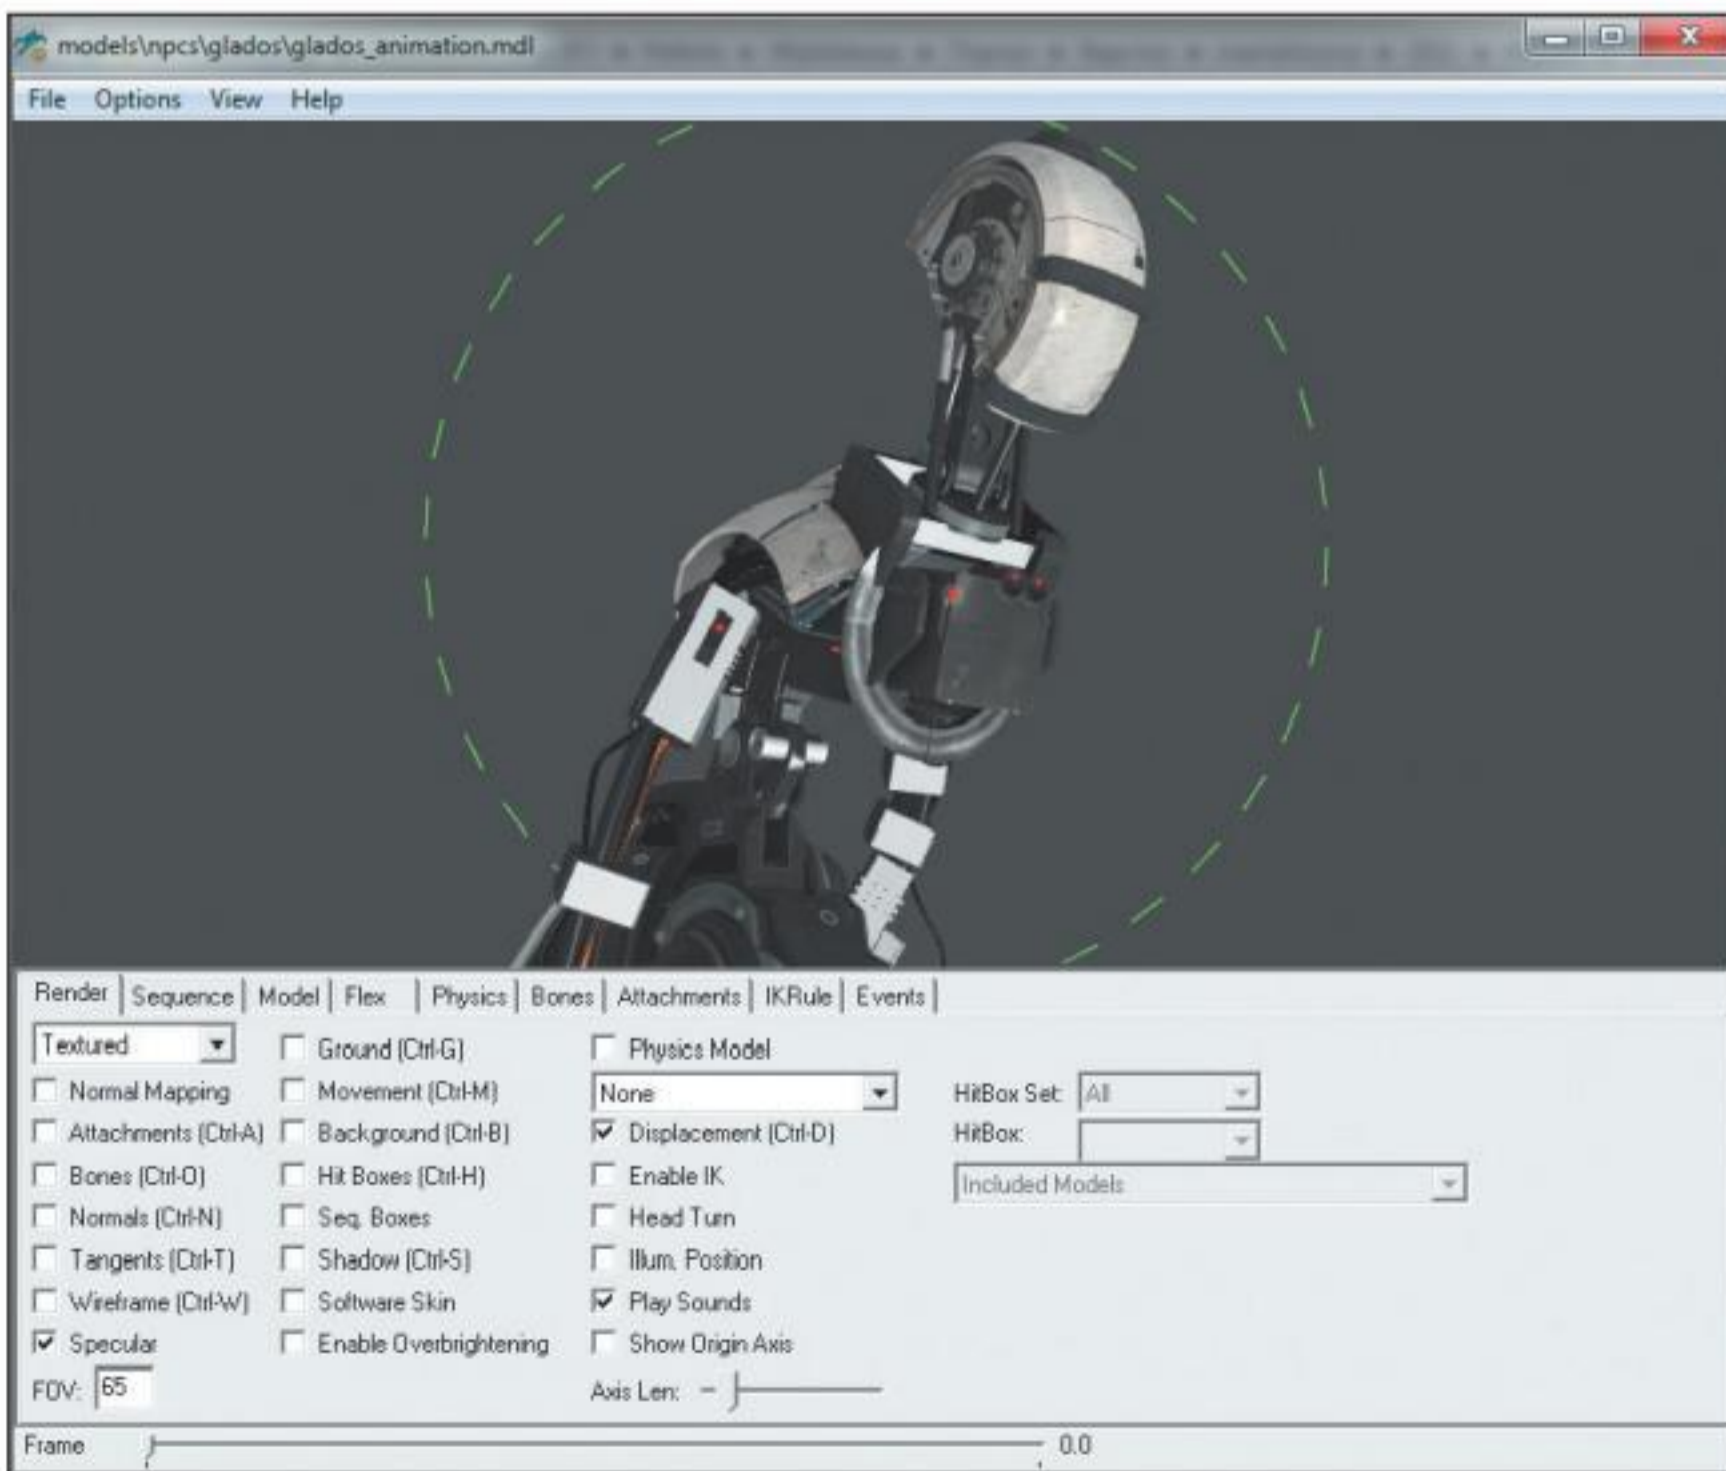 models\npcs\glados\glados_animation.mdl
File Options View Help
Render Sequence Model Flex Physics Bones Attachments IKRule Events
Textured Ground (Ctrl-G) Physics Model
Normal Mapping Movement (Ctrl-M) None HitBox Set: All
Attachments (Ctrl-A) Background (Ctrl-B) Displacement (Ctrl-D) HitBox:
Bones (Ctrl-O) Hit Boxes (Ctrl-H) Enable IK Included Models
Normals (Ctrl-N) Seq. Boxes Head Turn
Tangents (Ctrl-T) Shadow (Ctrl-S) Illum. Position
Wireframe (Ctrl-W) Software Skin Play Sounds
Specular Enable Overbrightening Show Origin Axis
FOV: 65 Axis Len:
Frame 0.0